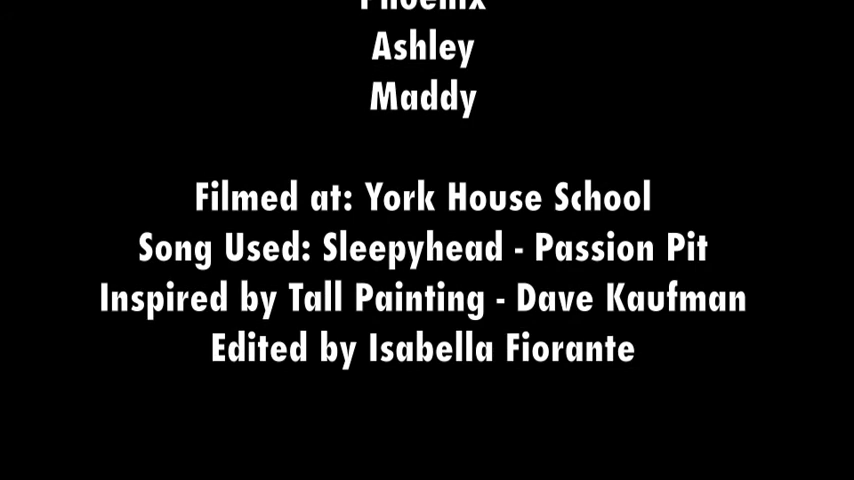 Phoenix
Ashley
Maddy
Filmed at: York House School
Song Used: Sleepyhead - Passion Pit
Inspired by Tall Painting - Dave Kaufman
Edited by Isabella Fiorante